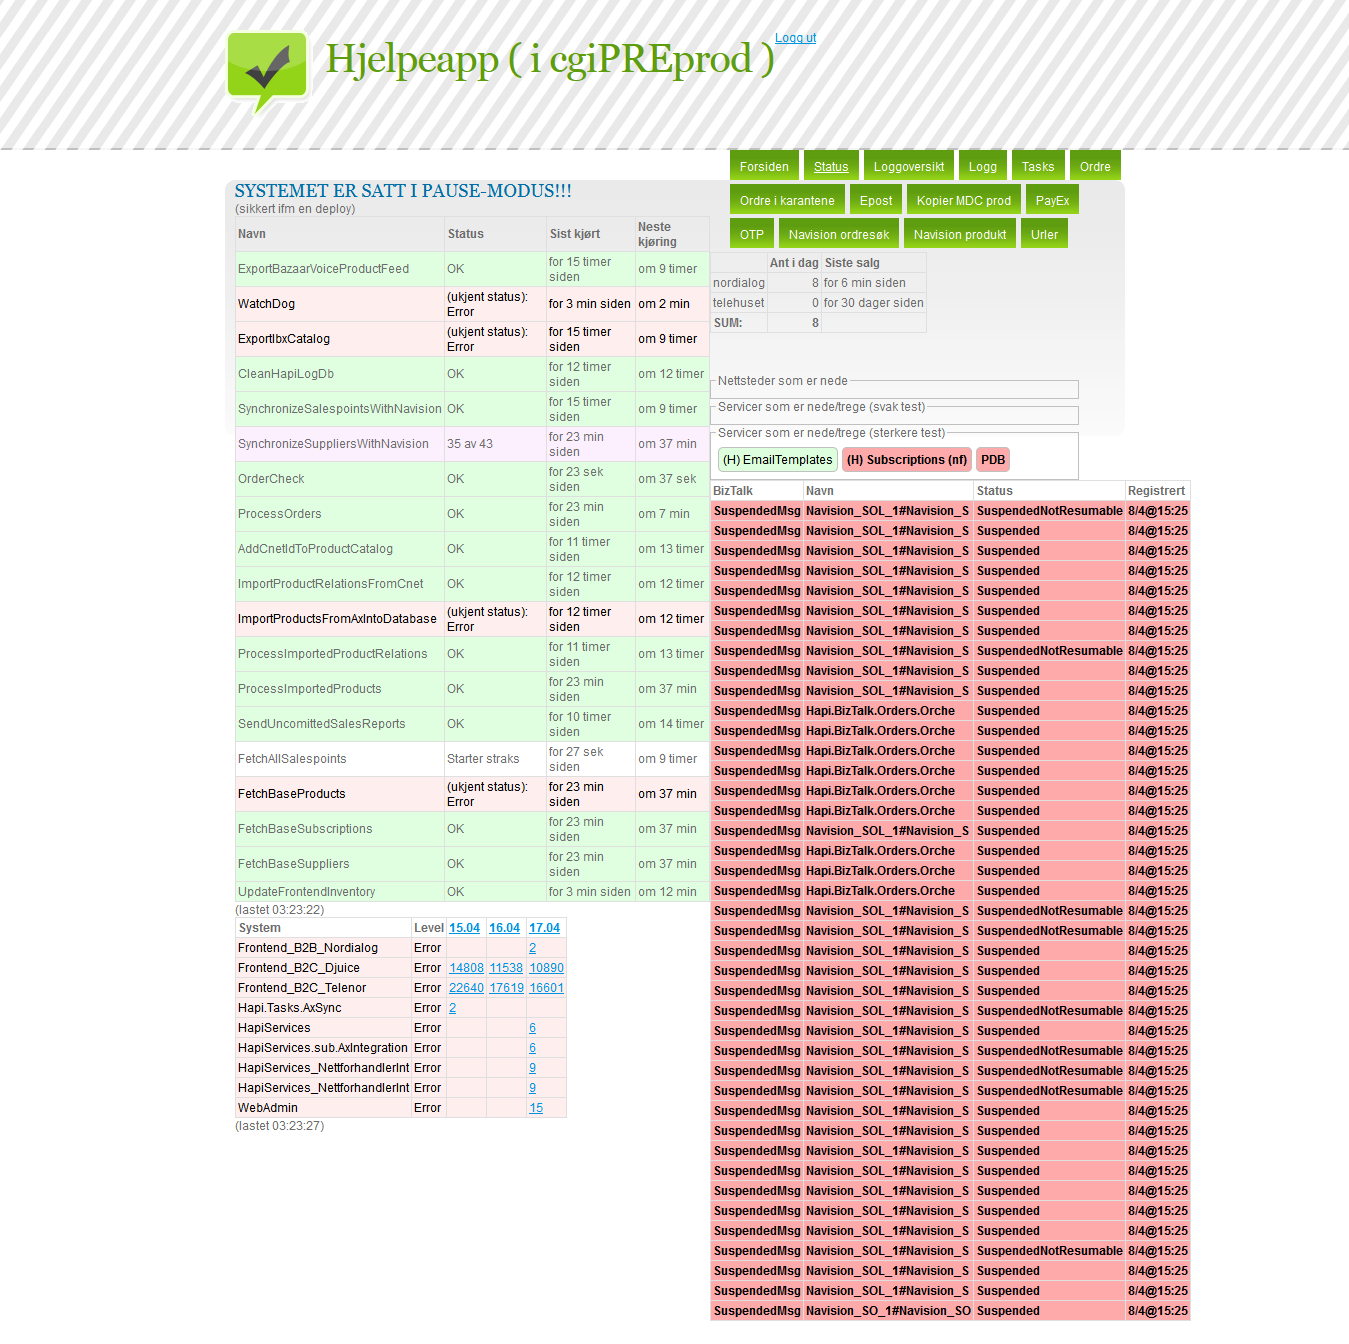 Hjelpeapp ( i cgiPREprod )
Logg ut
Forsiden Status Loggoversikt Logg Tasks Ordre
Ordre i karantene Epost Kopier MDC prod PayEx
OTP Navision ordresøk Navision produkt Urler
SYSTEMET ER SATT I PAUSE-MODUS!!!
(sikkert ifm en deploy)
Navn Status Sist kjørt Neste kjøring
ExportBazaarVoiceProductFeed OK for 15 timer siden om 9 timer
WatchDog (ukjent status): Error for 3 min siden om 2 min
ExportIbxCatalog (ukjent status): Error for 15 timer siden om 9 timer
CleanHapiLogDb OK for 12 timer siden om 12 timer
SynchronizeSalespointsWithNavision OK for 15 timer siden om 9 timer
SynchronizeSuppliersWithNavision 35 av 43 for 23 min siden om 37 min
OrderCheck OK for 23 sek siden om 37 sek
ProcessOrders OK for 23 min siden om 7 min
AddCnetIdToProductCatalog OK for 11 timer siden om 13 timer
ImportProductRelationsFromCnet OK for 12 timer siden om 12 timer
ImportProductsFromAxIntoDatabase (ukjent status): Error for 12 timer siden om 12 timer
ProcessImportedProductRelations OK for 11 timer siden om 13 timer
ProcessImportedProducts OK for 23 min siden om 37 min
SendUncomittedSalesReports OK for 10 timer siden om 14 timer
FetchAllSalespoints Starter straks for 27 sek siden om 9 timer
FetchBaseProducts (ukjent status): Error for 23 min siden om 37 min
FetchBaseSubscriptions OK for 23 min siden om 37 min
FetchBaseSuppliers OK for 23 min siden om 37 min
UpdateFrontendInventory OK for 3 min siden om 12 min
(lastet 03:23:22)
System Level 15.04 16.04 17.04
Frontend_B2B_Nordialog Error 2
Frontend_B2C_Djuice Error 14808 11538 10890
Frontend_B2C_Telenor Error 22640 17619 16601
Hapi.Tasks.AxSync Error 2
HapiServices Error 6
HapiServices.sub.AxIntegration Error 6
HapiServices_NettforhandlerInt Error 9
HapiServices_NettforhandlerInt Error 9
WebAdmin Error 15
(lastet 03:23:27)
Ant i dag Siste salg
nordialog 8 for 6 min siden
telehuset 0 for 30 dager siden
SUM: 8
Nettsteder som er nede
Servicer som er nede/trege (svak test)
Servicer som er nede/trege (sterkere test)
(H) EmailTemplates (H) Subscriptions (nf) PDB
BizTalk Navn Status Registrert
SuspendedMsg Navision_SOL_1#Navision_S SuspendedNotResumable 8/4@15:25
SuspendedMsg Navision_SOL_1#Navision_S Suspended 8/4@15:25
SuspendedMsg Navision_SOL_1#Navision_S Suspended 8/4@15:25
SuspendedMsg Navision_SOL_1#Navision_S Suspended 8/4@15:25
SuspendedMsg Navision_SOL_1#Navision_S Suspended 8/4@15:25
SuspendedMsg Navision_SOL_1#Navision_S Suspended 8/4@15:25
SuspendedMsg Navision_SOL_1#Navision_S Suspended 8/4@15:25
SuspendedMsg Navision_SOL_1#Navision_S SuspendedNotResumable 8/4@15:25
SuspendedMsg Navision_SOL_1#Navision_S Suspended 8/4@15:25
SuspendedMsg Navision_SOL_1#Navision_S Suspended 8/4@15:25
SuspendedMsg Hapi.BizTalk.Orders.Orche Suspended 8/4@15:25
SuspendedMsg Hapi.BizTalk.Orders.Orche Suspended 8/4@15:25
SuspendedMsg Hapi.BizTalk.Orders.Orche Suspended 8/4@15:25
SuspendedMsg Hapi.BizTalk.Orders.Orche Suspended 8/4@15:25
SuspendedMsg Hapi.BizTalk.Orders.Orche Suspended 8/4@15:25
SuspendedMsg Hapi.BizTalk.Orders.Orche Suspended 8/4@15:25
SuspendedMsg Navision_SOL_1#Navision_S Suspended 8/4@15:25
SuspendedMsg Hapi.BizTalk.Orders.Orche Suspended 8/4@15:25
SuspendedMsg Hapi.BizTalk.Orders.Orche Suspended 8/4@15:25
SuspendedMsg Hapi.BizTalk.Orders.Orche Suspended 8/4@15:25
SuspendedMsg Navision_SOL_1#Navision_S SuspendedNotResumable 8/4@15:25
SuspendedMsg Navision_SOL_1#Navision_S SuspendedNotResumable 8/4@15:25
SuspendedMsg Navision_SOL_1#Navision_S Suspended 8/4@15:25
SuspendedMsg Navision_SOL_1#Navision_S Suspended 8/4@15:25
SuspendedMsg Navision_SOL_1#Navision_S Suspended 8/4@15:25
SuspendedMsg Navision_SOL_1#Navision_S SuspendedNotResumable 8/4@15:25
SuspendedMsg Navision_SOL_1#Navision_S Suspended 8/4@15:25
SuspendedMsg Navision_SOL_1#Navision_S SuspendedNotResumable 8/4@15:25
SuspendedMsg Navision_SOL_1#Navision_S SuspendedNotResumable 8/4@15:25
SuspendedMsg Navision_SOL_1#Navision_S SuspendedNotResumable 8/4@15:25
SuspendedMsg Navision_SOL_1#Navision_S Suspended 8/4@15:25
SuspendedMsg Navision_SOL_1#Navision_S Suspended 8/4@15:25
SuspendedMsg Navision_SOL_1#Navision_S Suspended 8/4@15:25
SuspendedMsg Navision_SOL_1#Navision_S Suspended 8/4@15:25
SuspendedMsg Navision_SOL_1#Navision_S Suspended 8/4@15:25
SuspendedMsg Navision_SOL_1#Navision_S Suspended 8/4@15:25
SuspendedMsg Navision_SOL_1#Navision_S Suspended 8/4@15:25
SuspendedMsg Navision_SOL_1#Navision_S SuspendedNotResumable 8/4@15:25
SuspendedMsg Navision_SOL_1#Navision_S Suspended 8/4@15:25
SuspendedMsg Navision_SOL_1#Navision_S Suspended 8/4@15:25
SuspendedMsg Navision_SO_1#Navision_SO Suspended 8/4@15:25